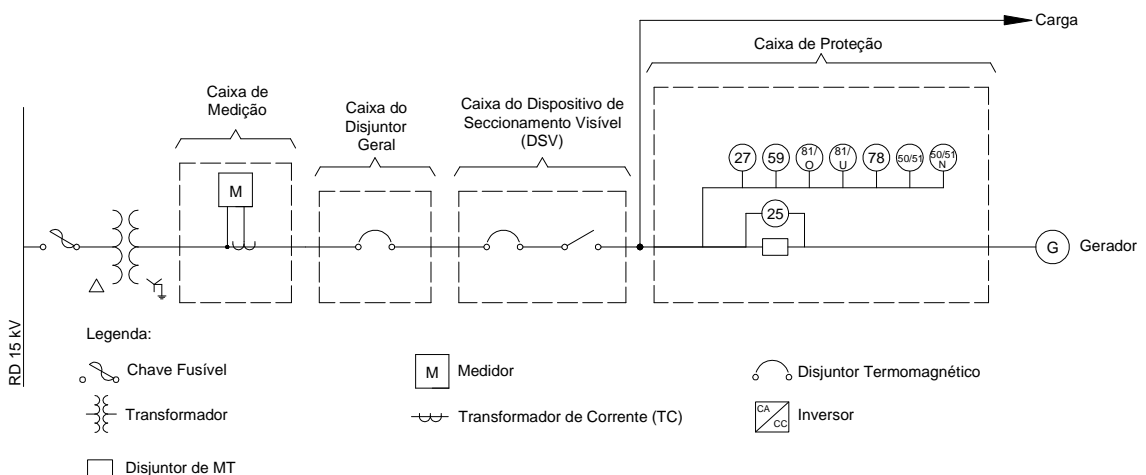 Carga
Caixa de Proteção
Caixa de
Medição
Caixa do
Disjuntor
Geral
Caixa do Dispositivo de
Seccionamento Visível
(DSV)
M
27
59
81/
O
81/
U
78
50/51
50/51
N
25
G
Gerador
RD 15 kV
Legenda:
Chave Fusível
M
Medidor
Disjuntor Termomagnético
Transformador
Transformador de Corrente (TC)
CA
CC
Inversor
Disjuntor de MT